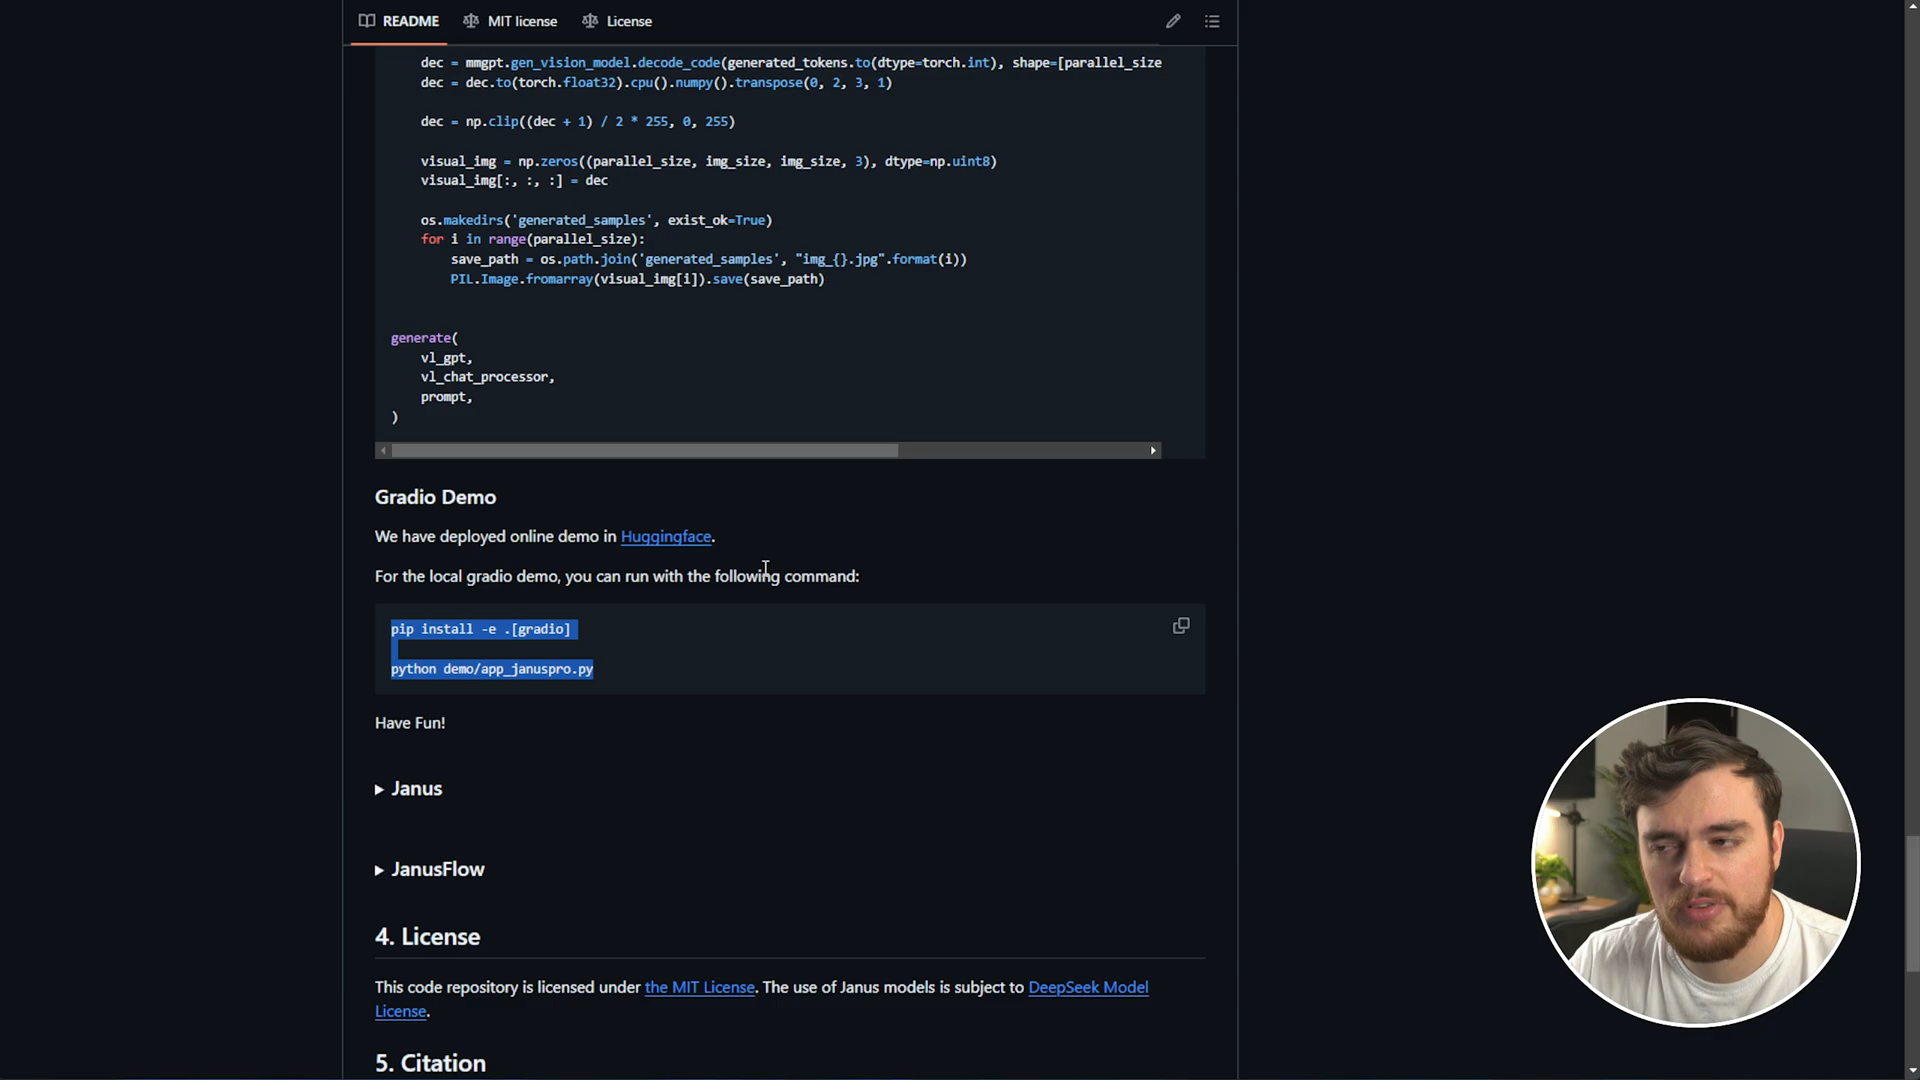 README
MIT license
License
dec = mmgpt.gen_vision_model.decode_code(generated_tokens.to(dtype=torch.int), shape=[parallel_size
dec = dec.to(torch.float32).cpu().numpy().transpose(0, 2, 3, 1)
dec = np.clip((dec + 1) / 2 * 255, 0, 255)
visual_img = np.zeros((parallel_size, img_size, img_size, 3), dtype=np.uint8)
visual_img[:, :, :] = dec
os.makedirs('generated_samples', exist_ok=True)
for i in range(parallel_size):
save_path = os.path.join('generated_samples', "img_{}.jpg".format(i))
PIL.Image.fromarray(visual_img[i]).save(save_path)
generate(
vl_gpt,
vl_chat_processor,
prompt,
)
Gradio Demo
We have deployed online demo in Huggingface.
For the local gradio demo, you can run with the following command:
pip install -e .[gradio]
python demo/app_januspro.py
Have Fun!
Janus
JanusFlow
4. License
This code repository is licensed under the MIT License. The use of Janus models is subject to DeepSeek Model
License.
5. Citation